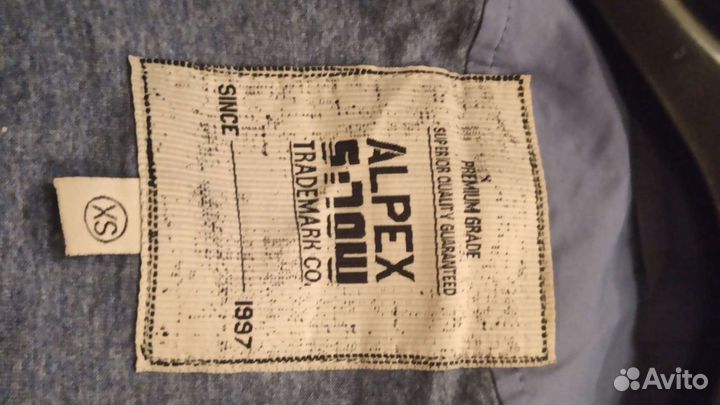 X
PREMIUM GRADE
SUPERIOR QUALITY GUARANTEED
ALPEX
TRADEMARK CO.
SINCE 1997
XS
Avito